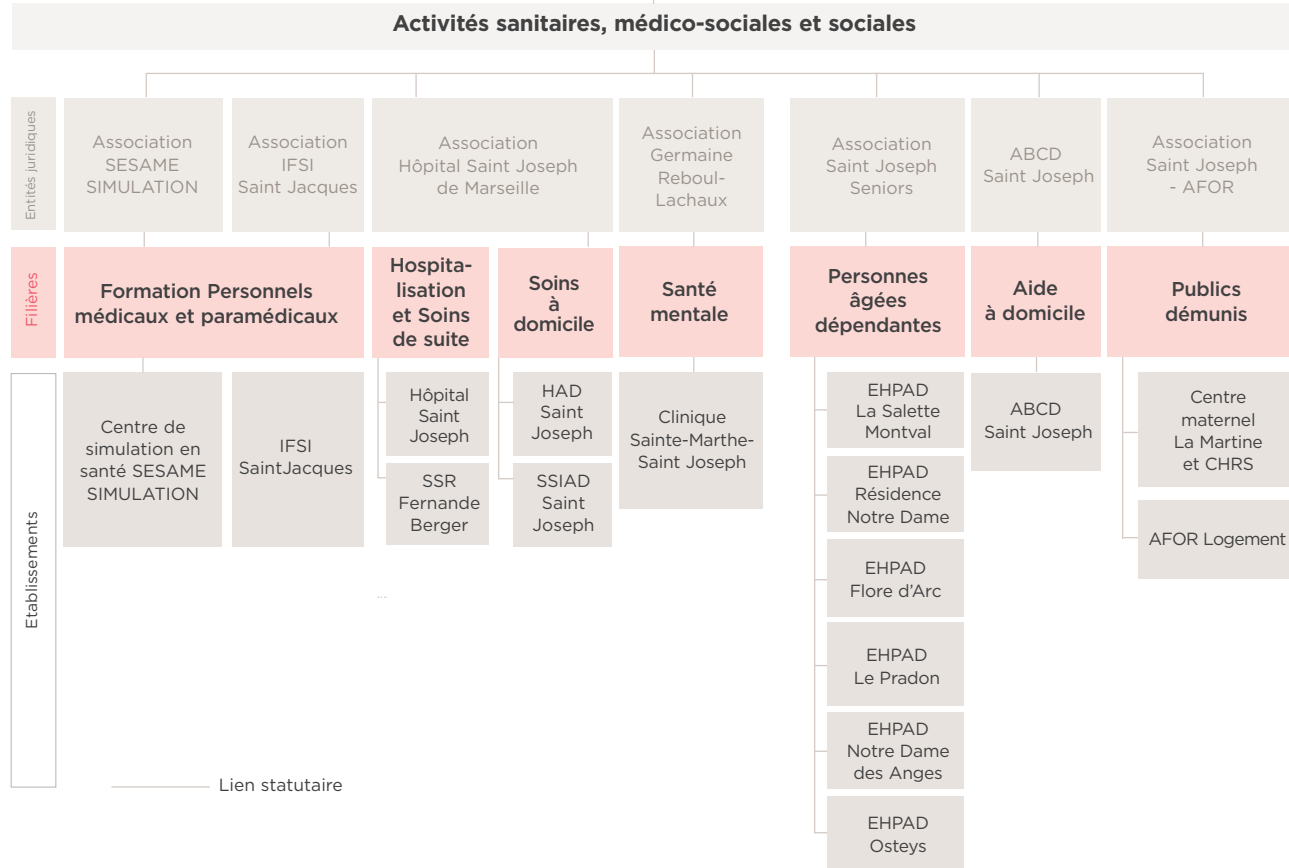 Activités sanitaires, médico-sociales et sociales
Entités juridiques
Association
SESAME
SIMULATION
Association
IFSI
Saint Jacques
Association
Hôpital Saint Joseph
de Marseille
Association
Germaine
Reboul-
Lachaux
Association
Saint Joseph
Seniors
ABCD
Saint Joseph
Association
Saint Joseph
- AFOR
Filières
Formation Personnels
médicaux et paramédicaux
Hospita-
lisation
et Soins
de suite
Soins
à
domicile
Santé
mentale
Personnes
âgées
dépendantes
Aide
à domicile
Publics
démunis
Etablissements
Centre de
simulation en
santé SESAME
SIMULATION
IFSI
SaintJacques
Hôpital
Saint
Joseph
SSR
Fernande
Berger
HAD
Saint
Joseph
SSIAD
Saint
Joseph
Clinique
Sainte-Marthe-
Saint Joseph
EHPAD
La Salette
Montval
EHPAD
Résidence
Notre Dame
EHPAD
Flore d'Arc
EHPAD
Le Pradon
EHPAD
Notre Dame
des Anges
EHPAD
Osteys
ABCD
Saint Joseph
Centre
maternel
La Martine
et CHRS
AFOR Logement
...
Lien statutaire